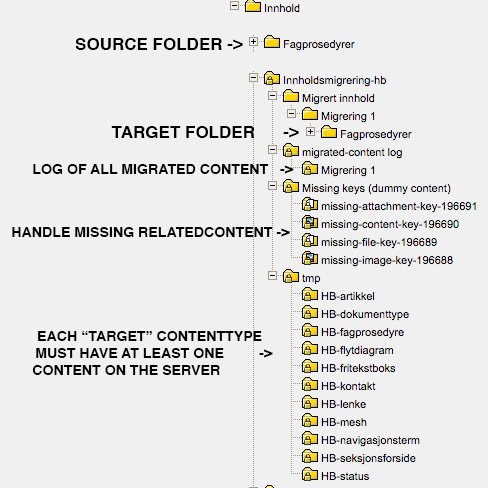 Innhold
SOURCE FOLDER -> Fagprosedyrer
Innholdsmigrering-hb
Migrert innhold
Migrering 1
TARGET FOLDER -> Fagprosedyrer
migrated-content log
LOG OF ALL MIGRATED CONTENT -> Migrering 1
Missing keys (dummy content)
missing-attachment-key-196691
missing-content-key-196690
HANDLE MISSING RELATEDCONTENT -> missing-file-key-196689
missing-image-key-196688
tmp
HB-artikkel
HB-dokumenttype
HB-fagprosedyre
EACH “TARGET” CONTENTTYPE
MUST HAVE AT LEAST ONE ->
CONTENT ON THE SERVER
HB-flytdiagram
HB-fritekstboks
HB-kontakt
HB-lenke
HB-mesh
HB-navigasjonsterm
HB-seksjonsforside
HB-status